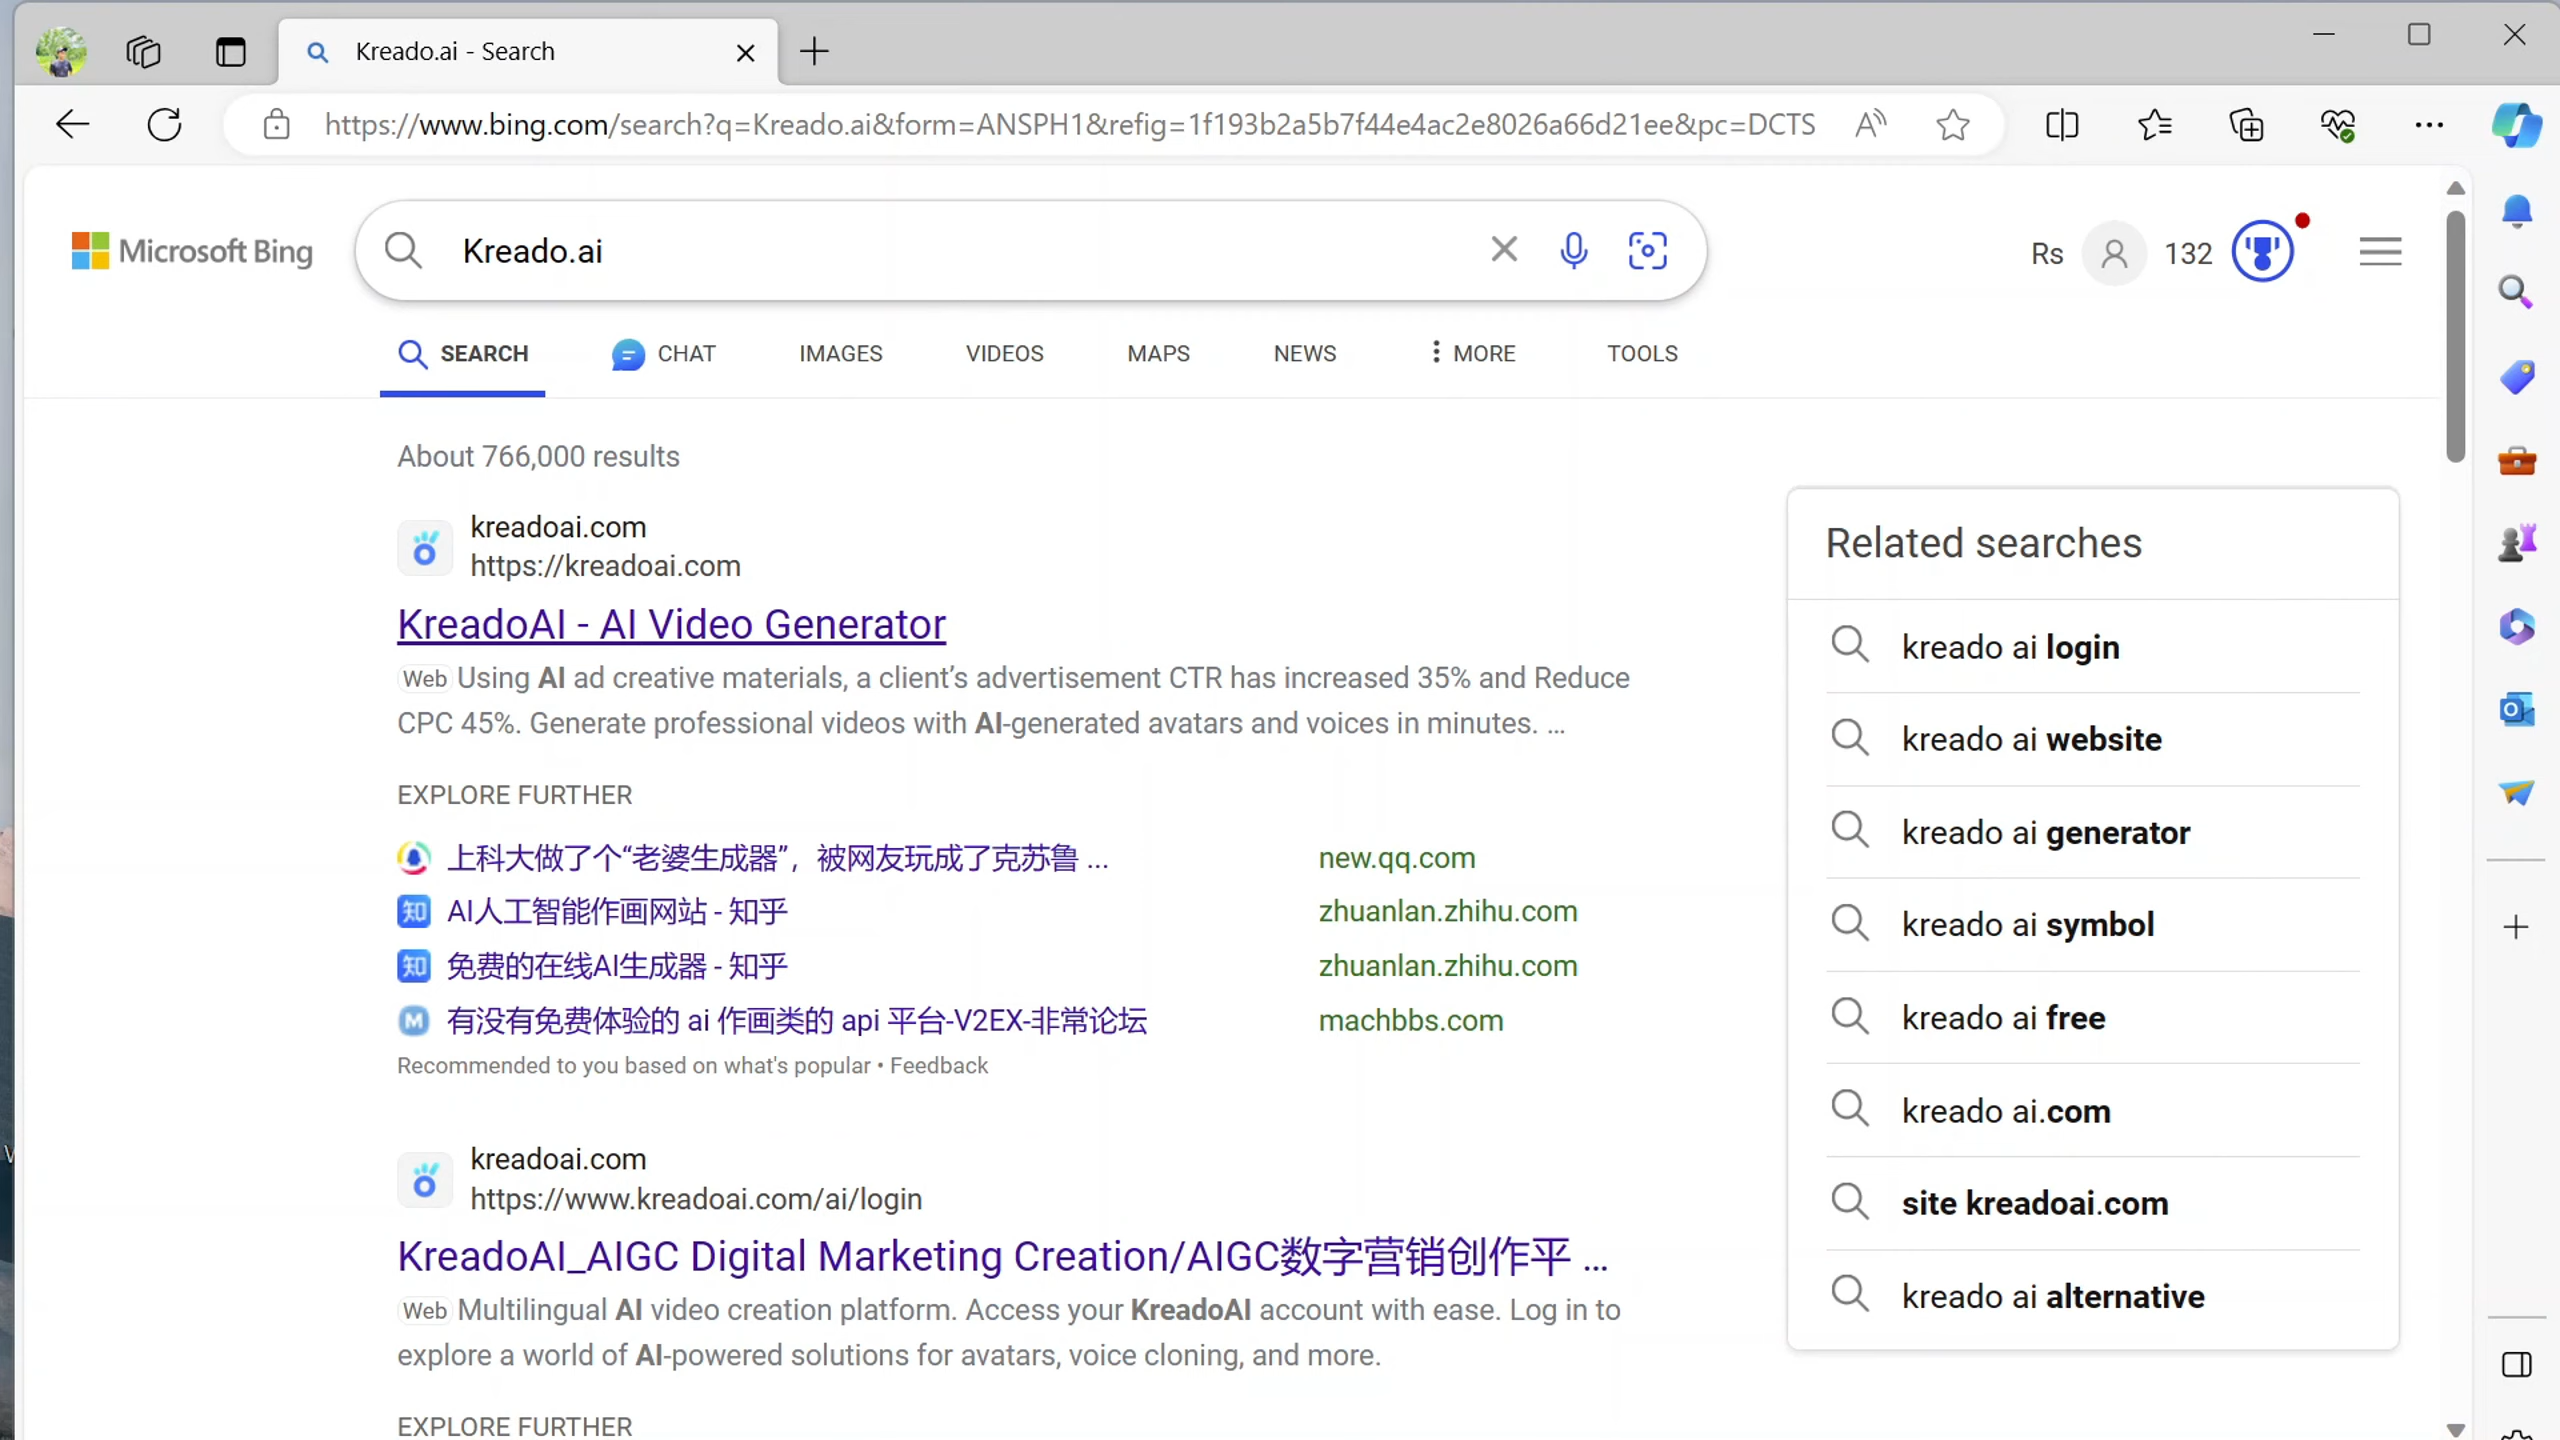 Kreado.ai - Search
https://www.bing.com/search?q=Kreado.ai&form=ANSPH1&refig=1f193b2a5b7f44e4ac2e8026a66d21ee&pc=DCTS
Microsoft Bing
Kreado.ai
Rs
132
SEARCH
CHAT
IMAGES
VIDEOS
MAPS
NEWS
MORE
TOOLS
About 766,000 results
kreadoai.com
https://kreadoai.com
KreadoAI - AI Video Generator
Web Using AI ad creative materials, a client’s advertisement CTR has increased 35% and Reduce
CPC 45%. Generate professional videos with AI-generated avatars and voices in minutes. ...
EXPLORE FURTHER
上科大做了个“老婆生成器”，被网友玩成了克苏鲁 ... new.qq.com
知 AI人工智能作画网站 - 知乎 zhuanlan.zhihu.com
知 免费的在线AI生成器 - 知乎 zhuanlan.zhihu.com
M 有没有免费体验的 ai 作画类的 api 平台-V2EX-非常论坛 machbbs.com
Recommended to you based on what's popular • Feedback
kreadoai.com
https://www.kreadoai.com/ai/login
KreadoAI_AIGC Digital Marketing Creation/AIGC数字营销创作平 ...
Web Multilingual AI video creation platform. Access your KreadoAI account with ease. Log in to
explore a world of AI-powered solutions for avatars, voice cloning, and more.
EXPLORE FURTHER
Related searches
kreado ai login
kreado ai website
kreado ai generator
kreado ai symbol
kreado ai free
kreado ai.com
site kreadoai.com
kreado ai alternative